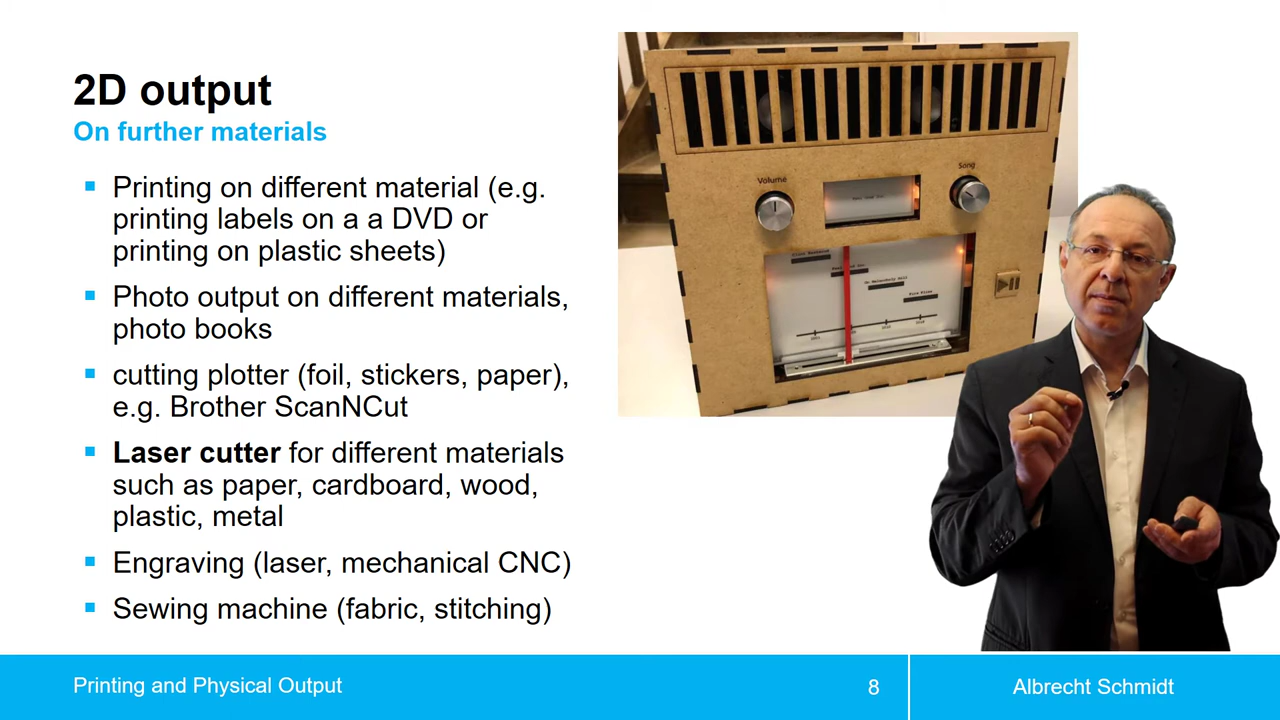 2D output
On further materials
Printing on different material (e.g.
printing labels on a a DVD or
printing on plastic sheets)
Photo output on different materials,
photo books
cutting plotter (foil, stickers, paper),
e.g. Brother ScanNCut
Laser cutter for different materials
such as paper, cardboard, wood,
plastic, metal
Engraving (laser, mechanical CNC)
Sewing machine (fabric, stitching)
Volume
Song
Printing and Physical Output
8
Albrecht Schmidt